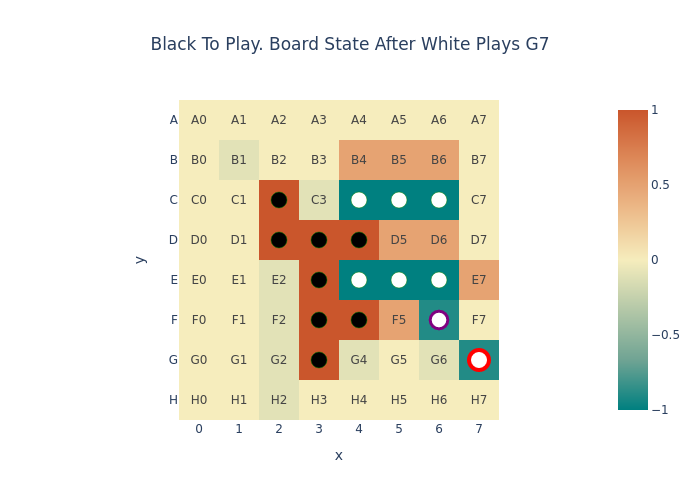 Black To Play. Board State After White Plays G7
A A0 A1 A2 A3 A4 A5 A6 A7
B B0 B1 B2 B3 B4 B5 B6 B7
C C0 C1 C3 C7
D D0 D1 D5 D6 D7
E E0 E1 E2 E7
F F0 F1 F2 F5 F7
G G0 G1 G2 G4 G5 G6
H H0 H1 H2 H3 H4 H5 H6 H7
0 1 2 3 4 5 6 7
x
y
1
0.5
0
−0.5
−1